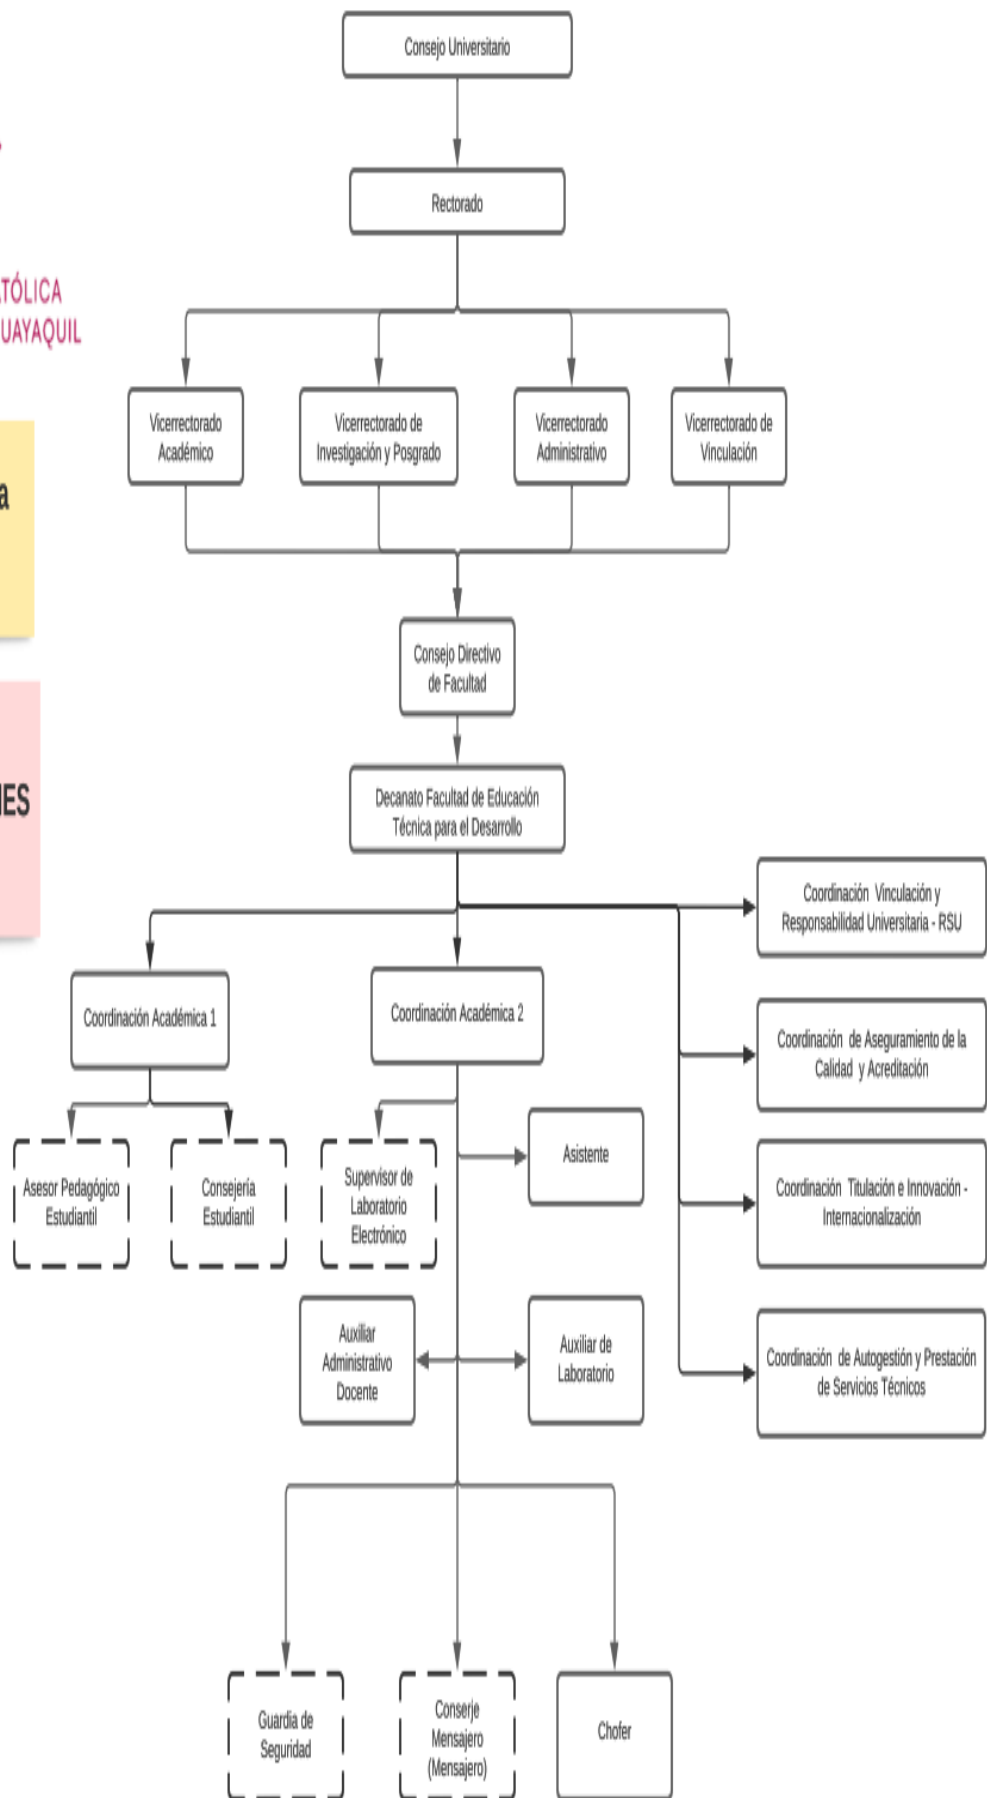 Consejo Universitario
Rectorado
TÓLICA
UAYAQUIL
Vicerrectorado
Académico
Vicerrectorado de
Investigación y Posgrado
Vicerrectorado
Administrativo
Vicerrectorado de
Vinculación
a
Consejo Directivo
de Facultad
IES
Decanato Facultad de Educación
Técnica para el Desarrollo
Coordinación Vinculación y
Responsabilidad Universitaria - RSU
Coordinación Académica 1
Coordinación Académica 2
Coordinación de Aseguramiento de la
Calidad y Acreditación
Asesor Pedagógico
Estudiantil
Consejería
Estudiantil
Supervisor de
Laboratorio
Electrónico
Asistente
Coordinación Titulación e Innovación -
Internacionalización
Auxiliar
Administrativo
Docente
Auxiliar de
Laboratorio
Coordinación de Autogestión y Prestación
de Servicios Técnicos
Guardia de
Seguridad
Conserje
Mensajero
(Mensajero)
Chofer